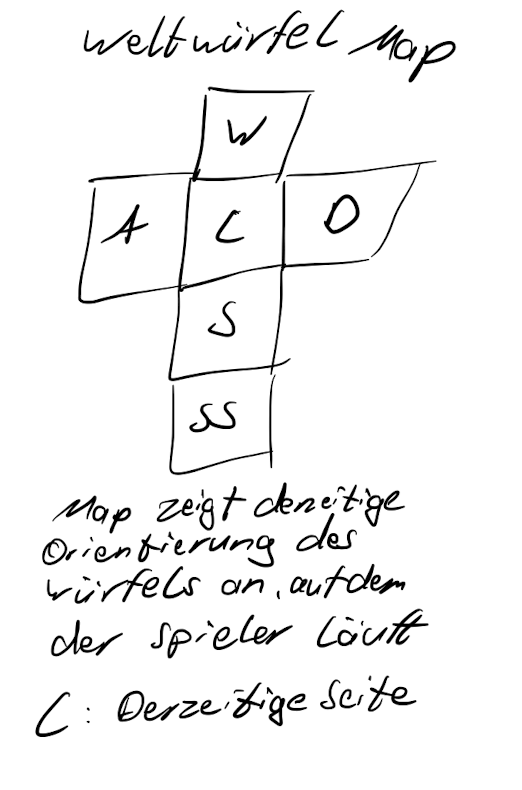 Weltwürfel Map
W
A C D
S
SS
Map zeigt derzeitige
Orientierung des
würfels an, auf dem
der Spieler Läuft
C: Derzeitige Seite